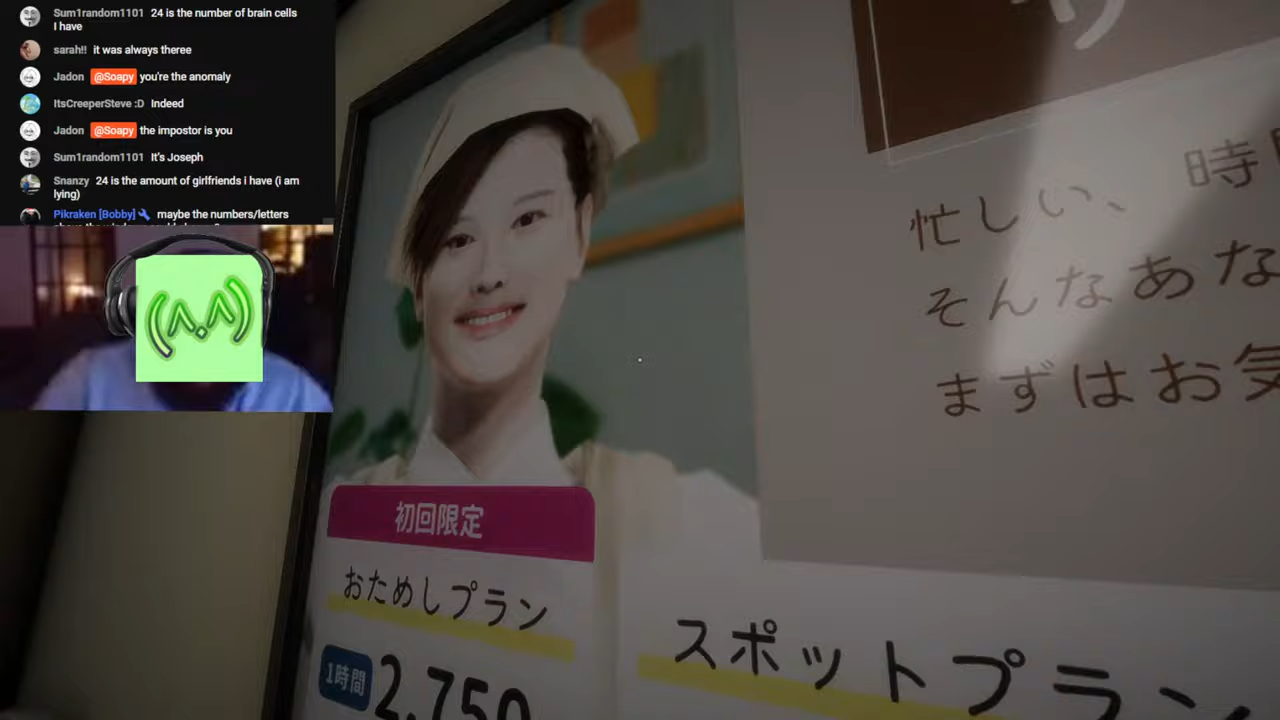 Sum1random1101 24 is the number of brain cells
I have
sarah!! it was always theree
Jadon @Soapy you're the anomaly
ItsCreeperSteve :D Indeed
Jadon @Soapy the impostor is you
Sum1random1101 It's Joseph
Snanzy 24 is the amount of girlfriends i have (i am
lying)
Pikraken [Bobby] maybe the numbers/letters
(^.^)
忙しい、時
そんなあな
まずはお気
初回限定
おためしプラン
1時間 2,750
スポットプラン